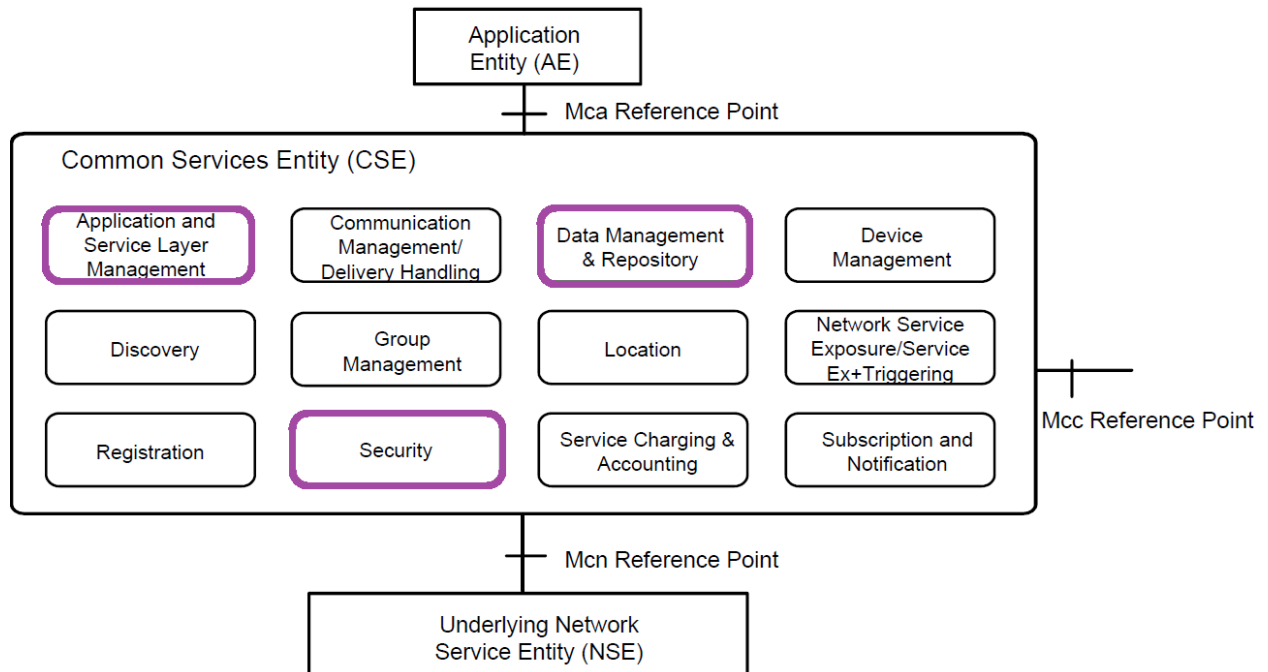 Application
Entity (AE)
Mca Reference Point
Common Services Entity (CSE)
Application and
Service Layer
Management
Communication
Management/
Delivery Handling
Data Management
& Repository
Device
Management
Discovery
Group
Management
Location
Network Service
Exposure/Service
Ex+Triggering
Mcc Reference Point
Registration
Security
Service Charging &
Accounting
Subscription and
Notification
Mcn Reference Point
Underlying Network
Service Entity (NSE)